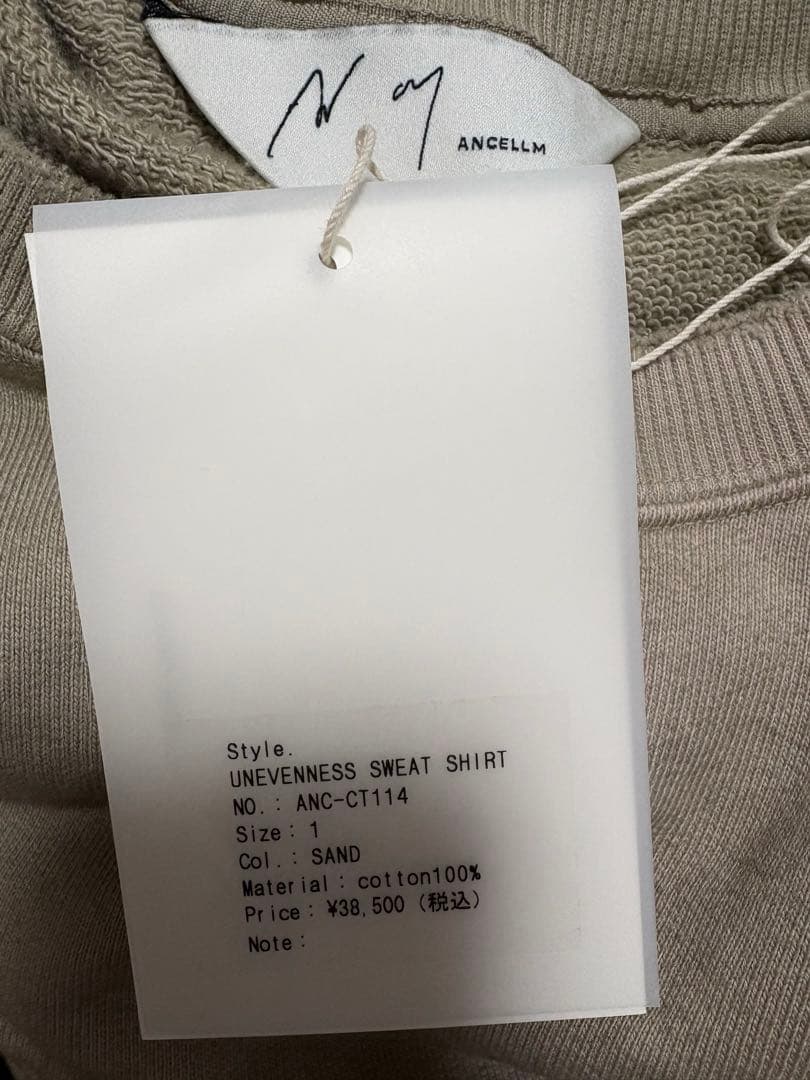 ANCELLM
Style.
UNEVENNESS SWEAT SHIRT
NO.: ANC-CT114
Size: 1
Col.: SAND
Material: cotton100%
Price: ¥38,500 (税込)
Note: